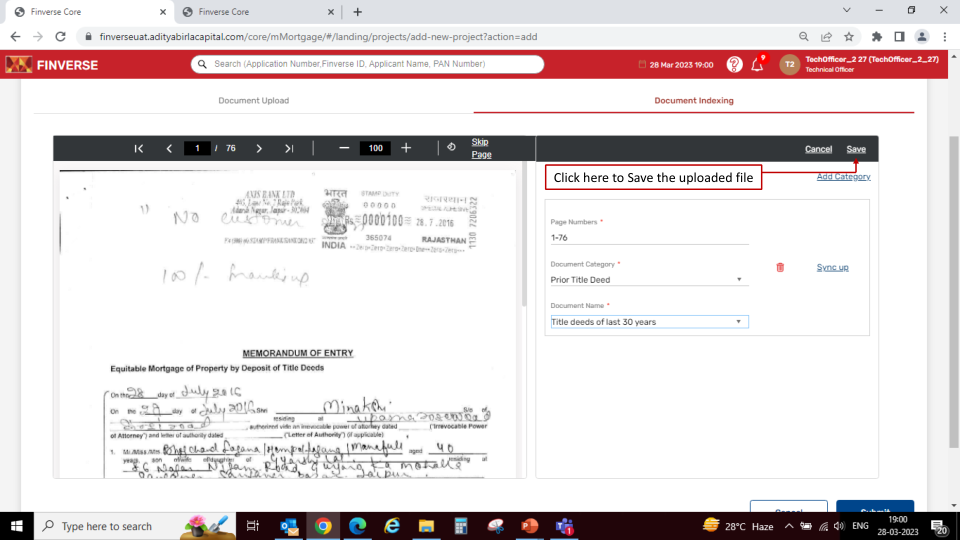 Finverse Core
Finverse Core
finverseuat.adityabirlacapital.com/core/mMortgage/#/landing/projects/add-new-project?action=add
FINVERSE
Search (Application Number,Finverse ID, Applicant Name, PAN Number)
28 Mar 2023 19:00
T2
TechOfficer_2 27 (TechOfficer_2_27)
Technical Officer
Document Upload
Document Indexing
1 / 76
100
Skip
Page
Cancel
Save
Click here to Save the uploaded file
Add Category
Page Numbers *
1-76
Document Category *
Prior Title Deed
Sync up
Document Name *
Title deeds of last 30 years
AXIS BANK LTD
भारत
STAMP DUTY
" No customer
0000100
28.7.2016
365074
RAJASTHAN
INDIA
1130 7206322
100/- franking
MEMORANDUM OF ENTRY
Equitable Mortgage of Property by Deposit of Title Deeds
On the 28 day of July 2016
day of July 2016 Minakshi S/o of
residing at
, authorized vide an irrevocable power of attorney dated ("Irrevocable Power
of Attorney") and letter of authority dated ("Letter of Authority") (if applicable)
1. aged 40
residing at
Cancel
Submit
Type here to search
28°C Haze
ENG
19:00
28-03-2023
20